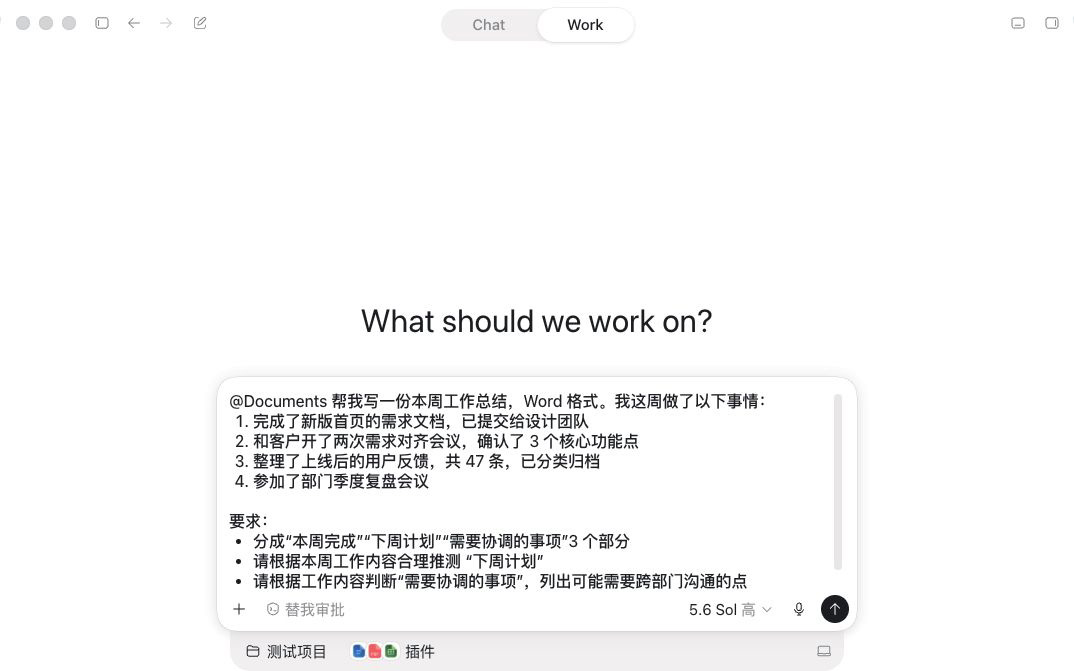 Chat Work
What should we work on?
@Documents 帮我写一份本周工作总结，Word 格式。我这周做了以下事情：
1. 完成了新版首页的需求文档，已提交给设计团队
2. 和客户开了两次需求对齐会议，确认了 3 个核心功能点
3. 整理了上线后的用户反馈，共 47 条，已分类归档
4. 参加了部门季度复盘会议
要求：
• 分成“本周完成”“下周计划”“需要协调的事项”3 个部分
• 请根据本周工作内容合理推测 “下周计划”
• 请根据工作内容判断“需要协调的事项”，列出可能需要跨部门沟通的点
替我审批 5.6 Sol 高
测试项目 插件